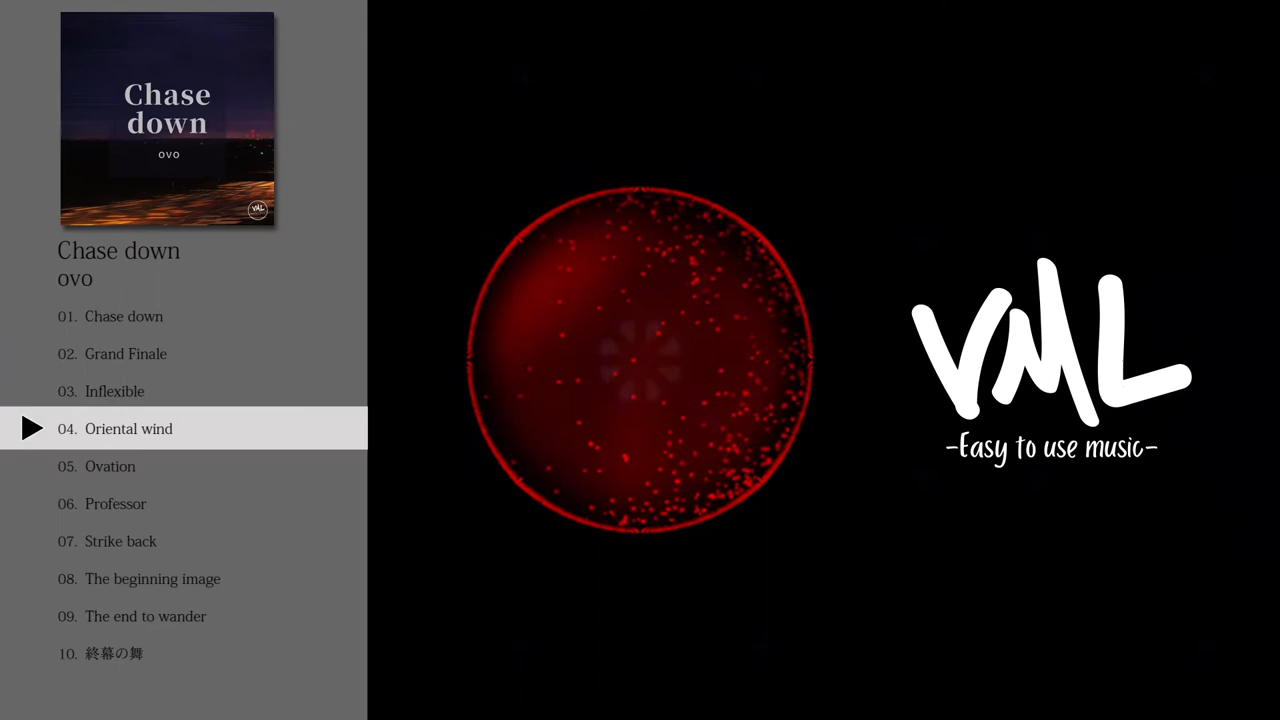 Chase
down
ovo
VML
Chase down
ovo
01. Chase down
02. Grand Finale
03. Inflexible
04. Oriental wind
05. Ovation
06. Professor
07. Strike back
08. The beginning image
09. The end to wander
10. 終幕の舞
VML
-Easy to use music-